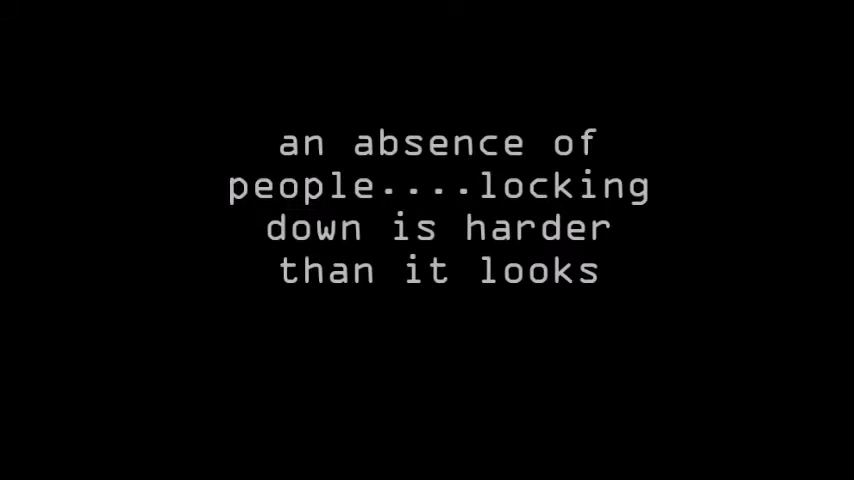 an absence of
people....locking
down is harder
than it looks